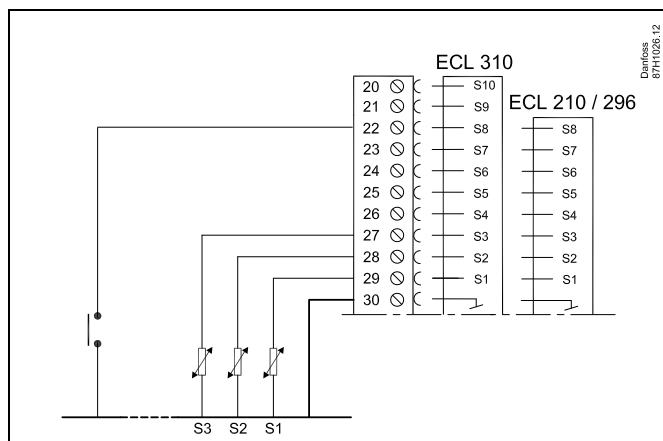 Danfoss
87H1026.12
ECL 310
ECL 210 / 296
20 S10
21 S9
22 S8 S8
23 S7 S7
24 S6 S6
25 S5 S5
26 S4 S4
27 S3 S3
28 S2 S2
29 S1 S1
30
S3 S2 S1